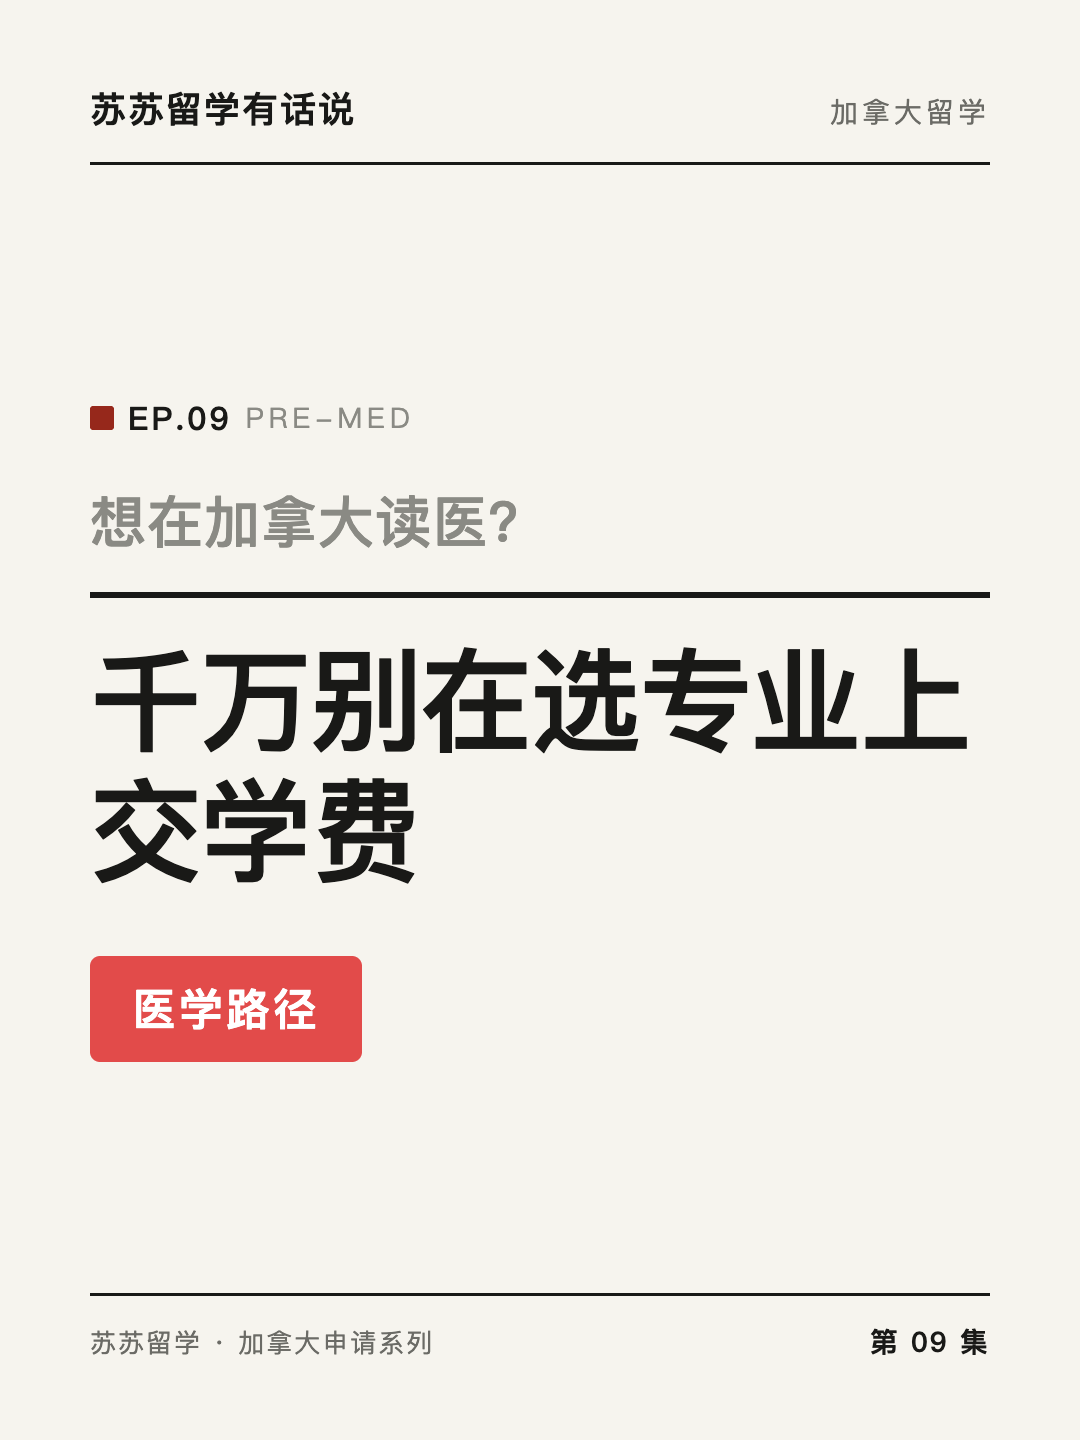 苏苏留学有话说
加拿大留学
EP.09 PRE–MED
想在加拿大读医?
千万别在选专业上
交学费
医学路径
苏苏留学 · 加拿大申请系列
第 09 集